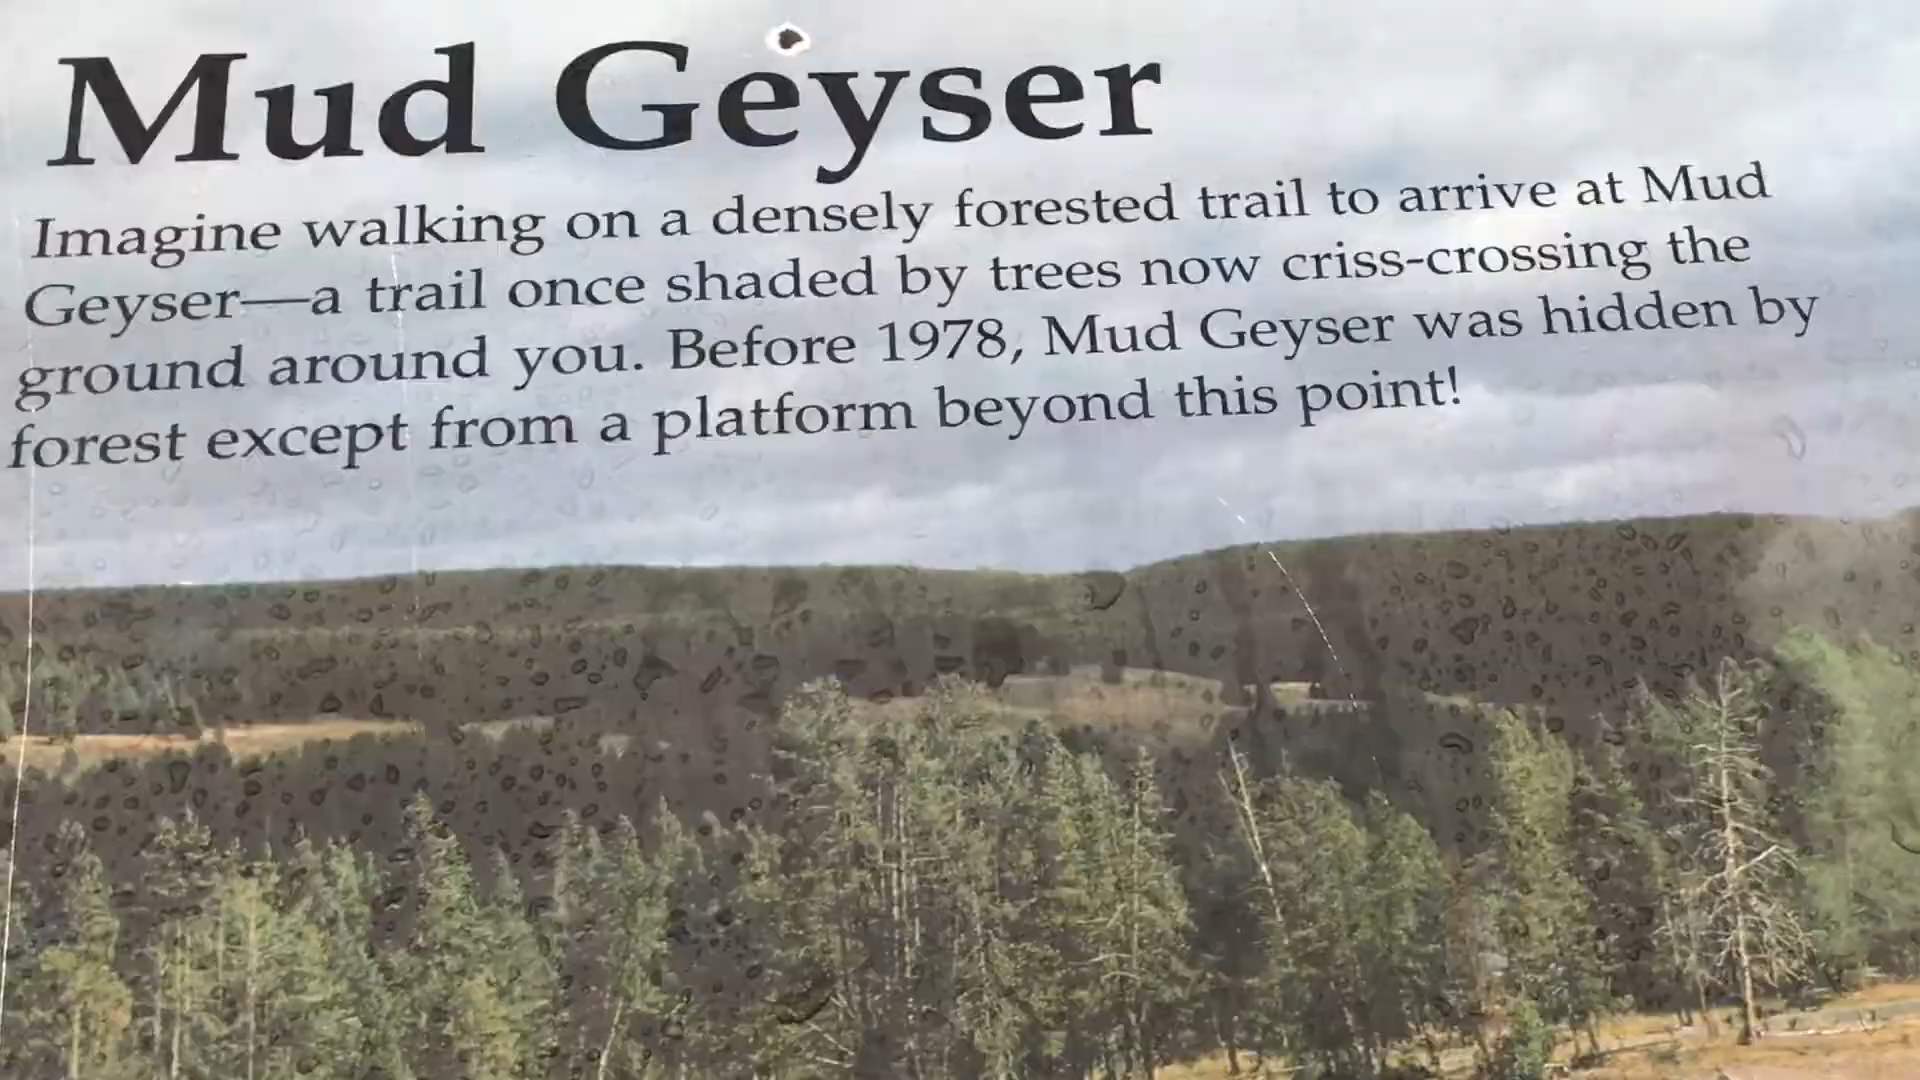 Mud Geyser
Imagine walking on a densely forested trail to arrive at Mud
Geyser—a trail once shaded by trees now criss-crossing the
ground around you. Before 1978, Mud Geyser was hidden by
forest except from a platform beyond this point!